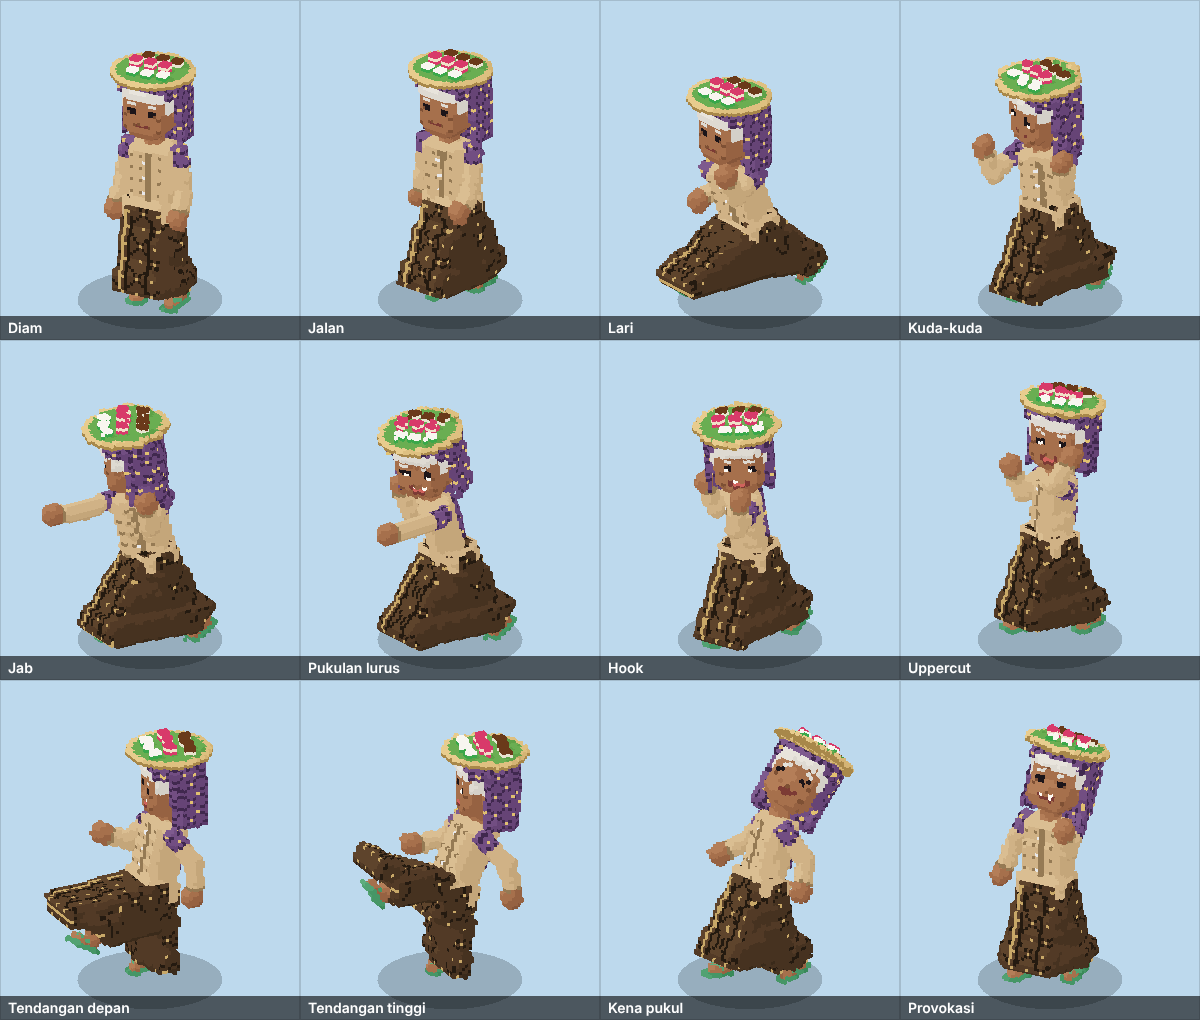 Diam
Jalan
Lari
Kuda-kuda
Jab
Pukulan lurus
Hook
Uppercut
Tendangan depan
Tendangan tinggi
Kena pukul
Provokasi